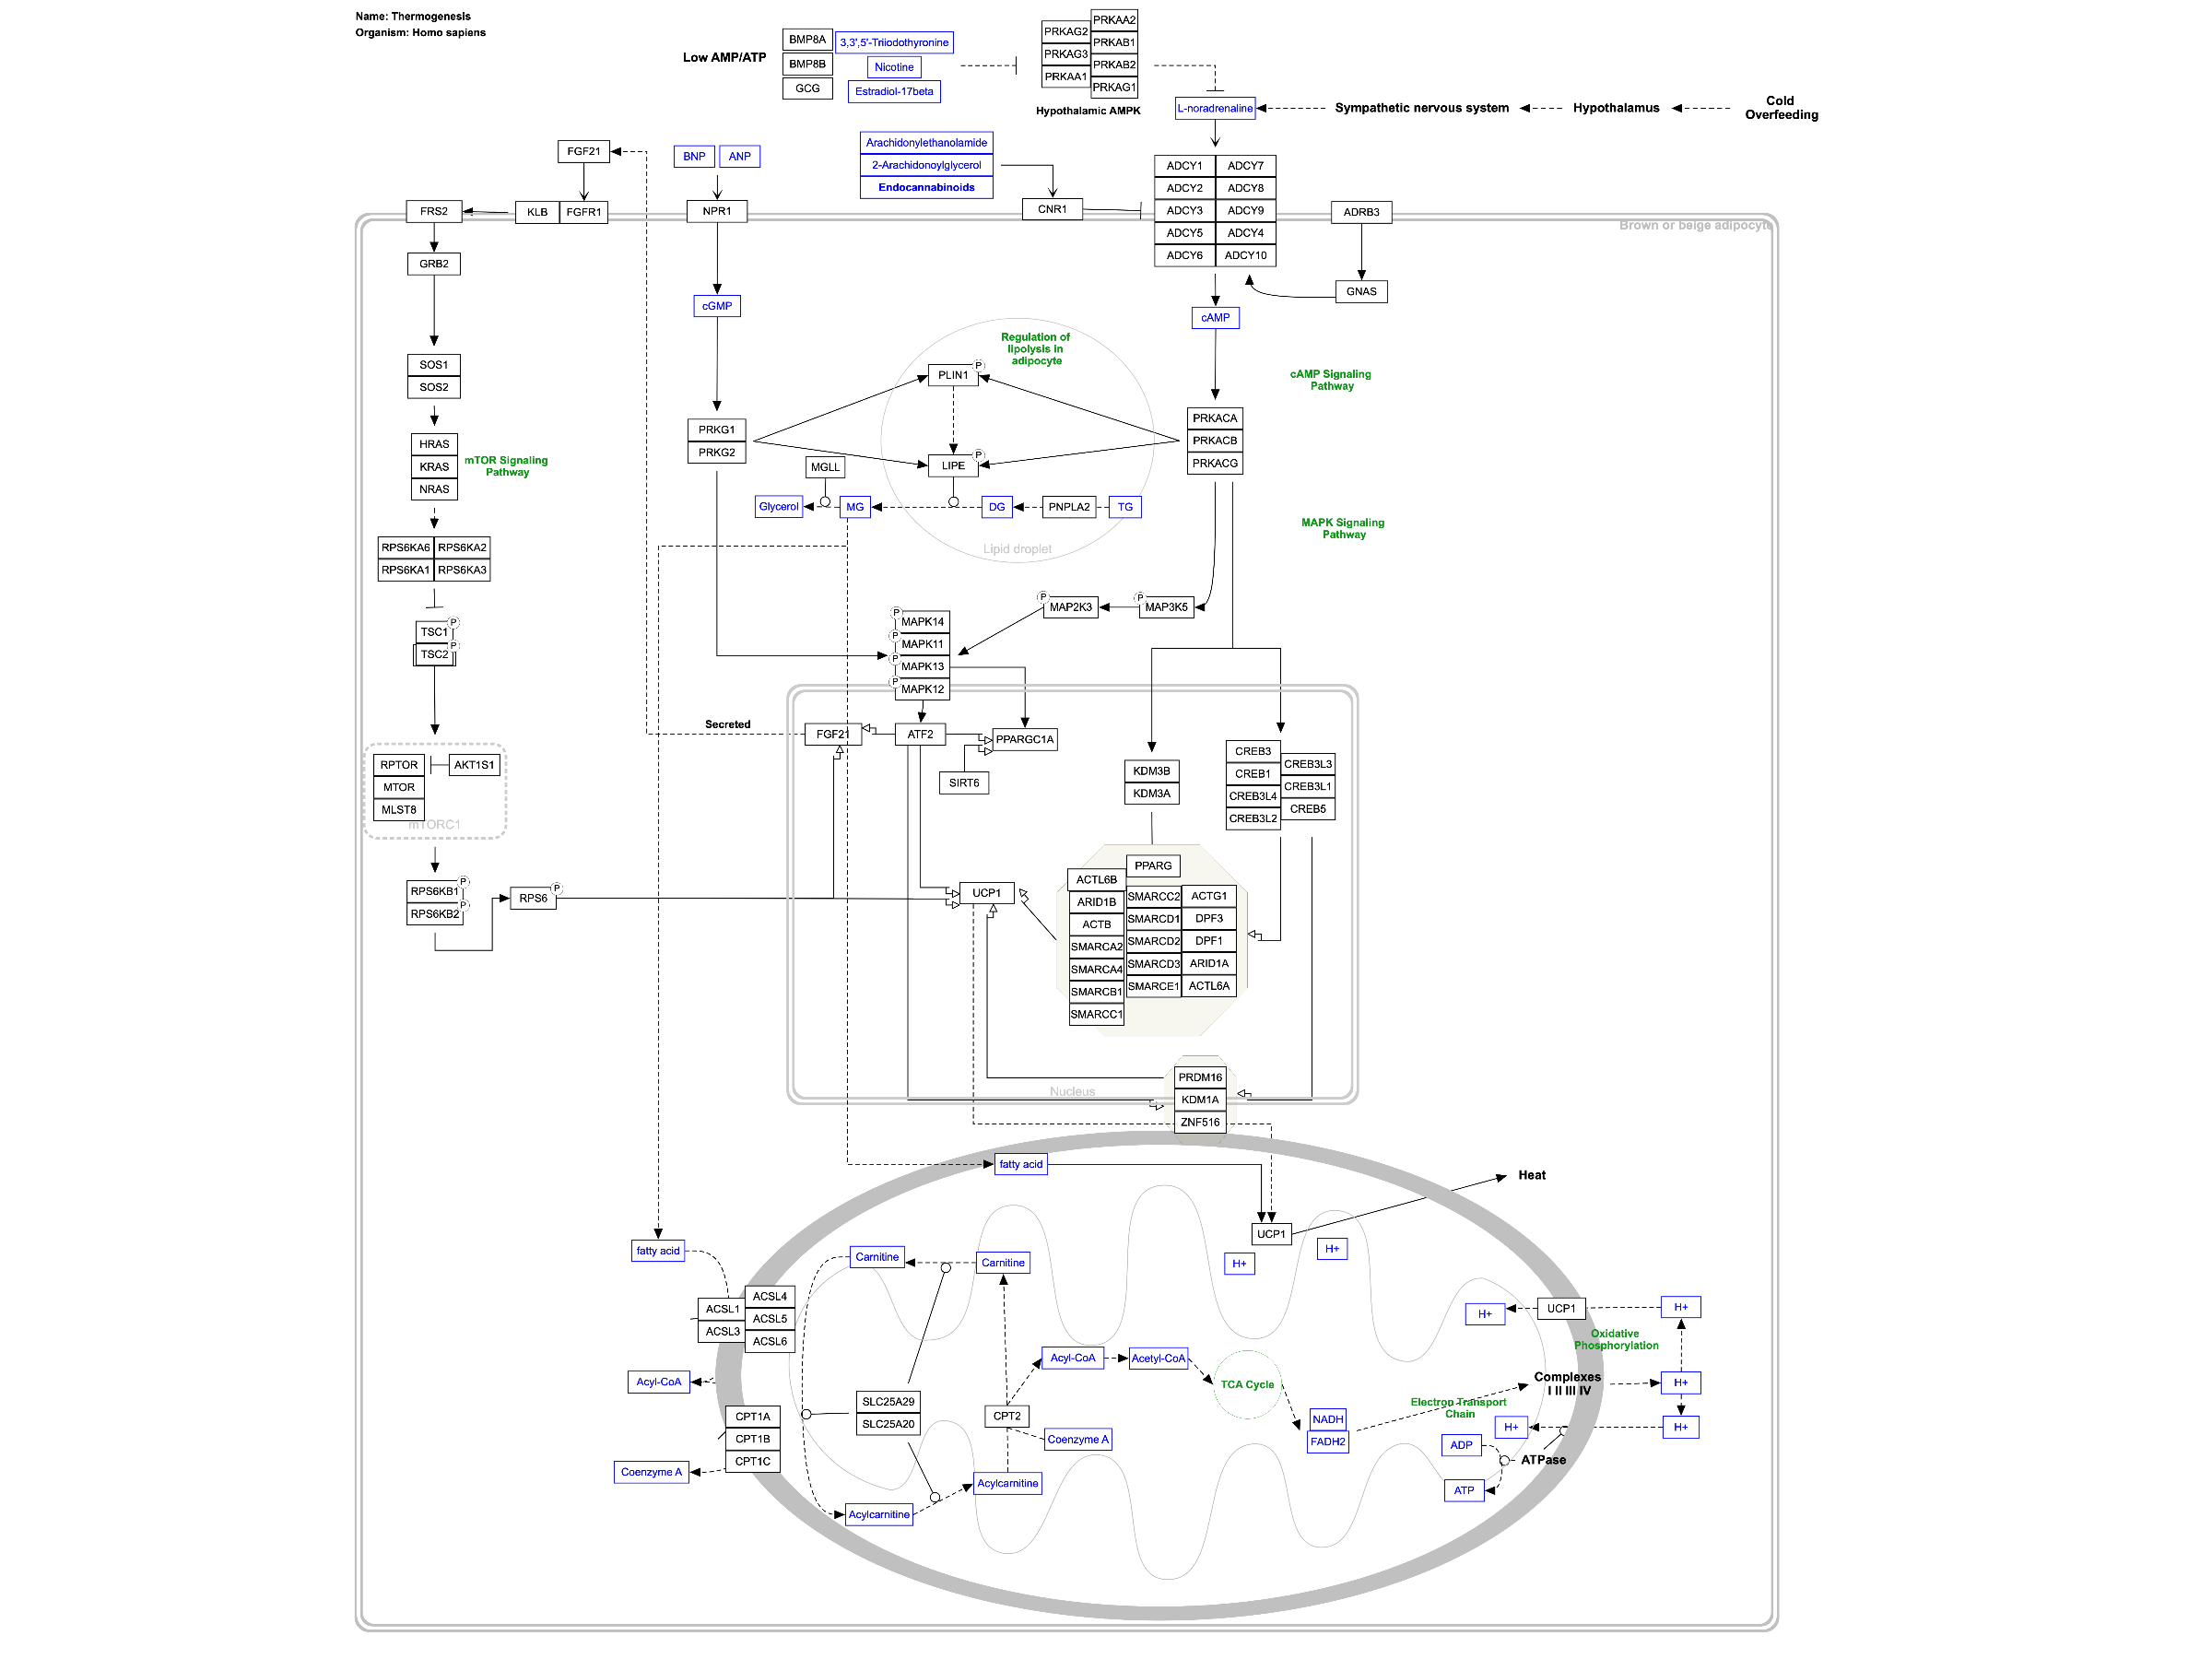 Name: Thermogenesis
Organism: Homo sapiens
Low AMP/ATP
BMP8A
BMP8B
GCG
3,3',5'-Triiodothyronine
Nicotine
Estradiol-17beta
PRKAG2
PRKAG3
PRKAA1
PRKAA2
PRKAB1
PRKAB2
PRKAG1
Hypothalamic AMPK
L-noradrenaline
Sympathetic nervous system
Hypothalamus
Cold
Overfeeding
FGF21
BNP
ANP
Arachidonylethanolamide
2-Arachidonoylglycerol
Endocannabinoids
ADCY1
ADCY2
ADCY3
ADCY5
ADCY6
ADCY7
ADCY8
ADCY9
ADCY4
ADCY10
FRS2
KLB
FGFR1
NPR1
CNR1
ADRB3
Brown or beige adipocyte
GRB2
GNAS
cGMP
cAMP
Regulation of
lipolysis in
adipocyte
SOS1
SOS2
PLIN1
P
cAMP Signaling
Pathway
HRAS
KRAS
NRAS
mTOR Signaling
Pathway
PRKG1
PRKG2
PRKACA
PRKACB
PRKACG
MGLL
LIPE
P
Glycerol
MG
DG
PNPLA2
TG
Lipid droplet
MAPK Signaling
Pathway
RPS6KA6
RPS6KA2
RPS6KA1
RPS6KA3
TSC1
P
TSC2
P
P
MAP2K3
P
MAP3K5
P
MAPK14
P
MAPK11
P
MAPK13
P
MAPK12
Secreted
FGF21
ATF2
PPARGC1A
SIRT6
KDM3B
KDM3A
CREB3
CREB1
CREB3L4
CREB3L2
CREB3L3
CREB3L1
CREB5
RPTOR
MTOR
MLST8
AKT1S1
mTORC1
RPS6KB1
P
RPS6KB2
P
RPS6
P
UCP1
PPARG
ACTL6B
ARID1B
ACTB
SMARCA2
SMARCA4
SMARCB1
SMARCC1
SMARCC2
SMARCD1
SMARCD2
SMARCD3
SMARCE1
ACTG1
DPF3
DPF1
ARID1A
ACTL6A
Nucleus
PRDM16
KDM1A
ZNF516
fatty acid
Heat
UCP1
H+
H+
fatty acid
Carnitine
Carnitine
ACSL1
ACSL3
ACSL4
ACSL5
ACSL6
H+
UCP1
H+
Oxidative
Phosphorylation
Acyl-CoA
Acyl-CoA
Acetyl-CoA
TCA Cycle
Complexes
I II III IV
H+
Electron Transport
Chain
SLC25A29
SLC25A20
CPT2
CPT1A
CPT1B
CPT1C
Coenzyme A
NADH
FADH2
H+
H+
ADP
ATPase
ATP
Coenzyme A
Acylcarnitine
Acylcarnitine